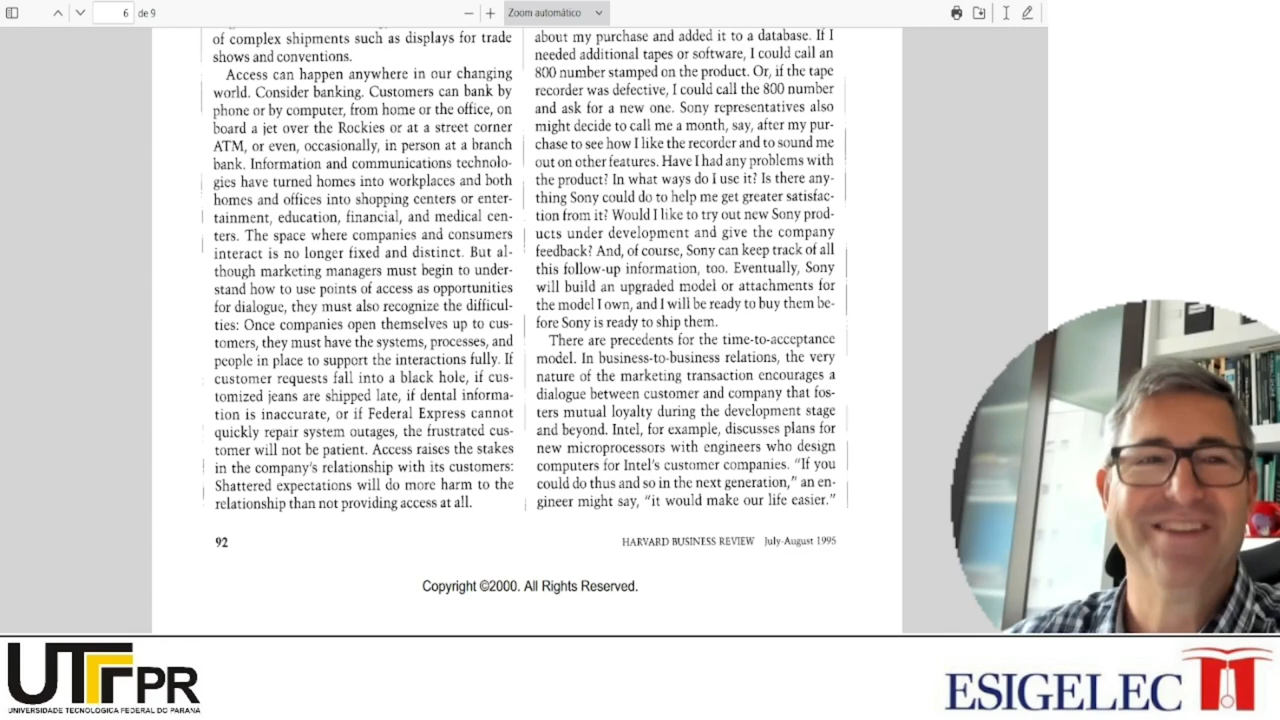 6 de 9
Zoom automático
of complex shipments such as displays for trade
shows and conventions.
Access can happen anywhere in our changing
world. Consider banking. Customers can bank by
phone or by computer, from home or the office, on
board a jet over the Rockies or at a street corner
ATM, or even, occasionally, in person at a branch
bank. Information and communications technolo-
gies have turned homes into workplaces and both
homes and offices into shopping centers or enter-
tainment, education, financial, and medical cen-
ters. The space where companies and consumers
interact is no longer fixed and distinct. But al-
though marketing managers must begin to under-
stand how to use points of access as opportunities
for dialogue, they must also recognize the difficul-
ties: Once companies open themselves up to cus-
tomers, they must have the systems, processes, and
people in place to support the interactions fully. If
customer requests fall into a black hole, if cus-
tomized jeans are shipped late, if dental informa-
tion is inaccurate, or if Federal Express cannot
quickly repair system outages, the frustrated cus-
tomer will not be patient. Access raises the stakes
in the company's relationship with its customers:
Shattered expectations will do more harm to the
relationship than not providing access at all.
about my purchase and added it to a database. If I
needed additional tapes or software, I could call an
800 number stamped on the product. Or, if the tape
recorder was defective, I could call the 800 number
and ask for a new one. Sony representatives also
might decide to call me a month, say, after my pur-
chase to see how I like the recorder and to sound me
out on other features. Have I had any problems with
the product? In what ways do I use it? Is there any-
thing Sony could do to help me get greater satisfac-
tion from it? Would I like to try out new Sony prod-
ucts under development and give the company
feedback? And, of course, Sony can keep track of all
this follow-up information, too. Eventually, Sony
will build an upgraded model or attachments for
the model I own, and I will be ready to buy them be-
fore Sony is ready to ship them.
There are precedents for the time-to-acceptance
model. In business-to-business relations, the very
nature of the marketing transaction encourages a
dialogue between customer and company that fos-
ters mutual loyalty during the development stage
and beyond. Intel, for example, discusses plans for
new microprocessors with engineers who design
computers for Intel's customer companies. "If you
could do thus and so in the next generation," an en-
gineer might say, "it would make our life easier."
92
HARVARD BUSINESS REVIEW July-August 1995
Copyright ©2000. All Rights Reserved.
UTFPR
UNIVERSIDADE TECNOLÓGICA FEDERAL DO PARANÁ
ESIGELEC